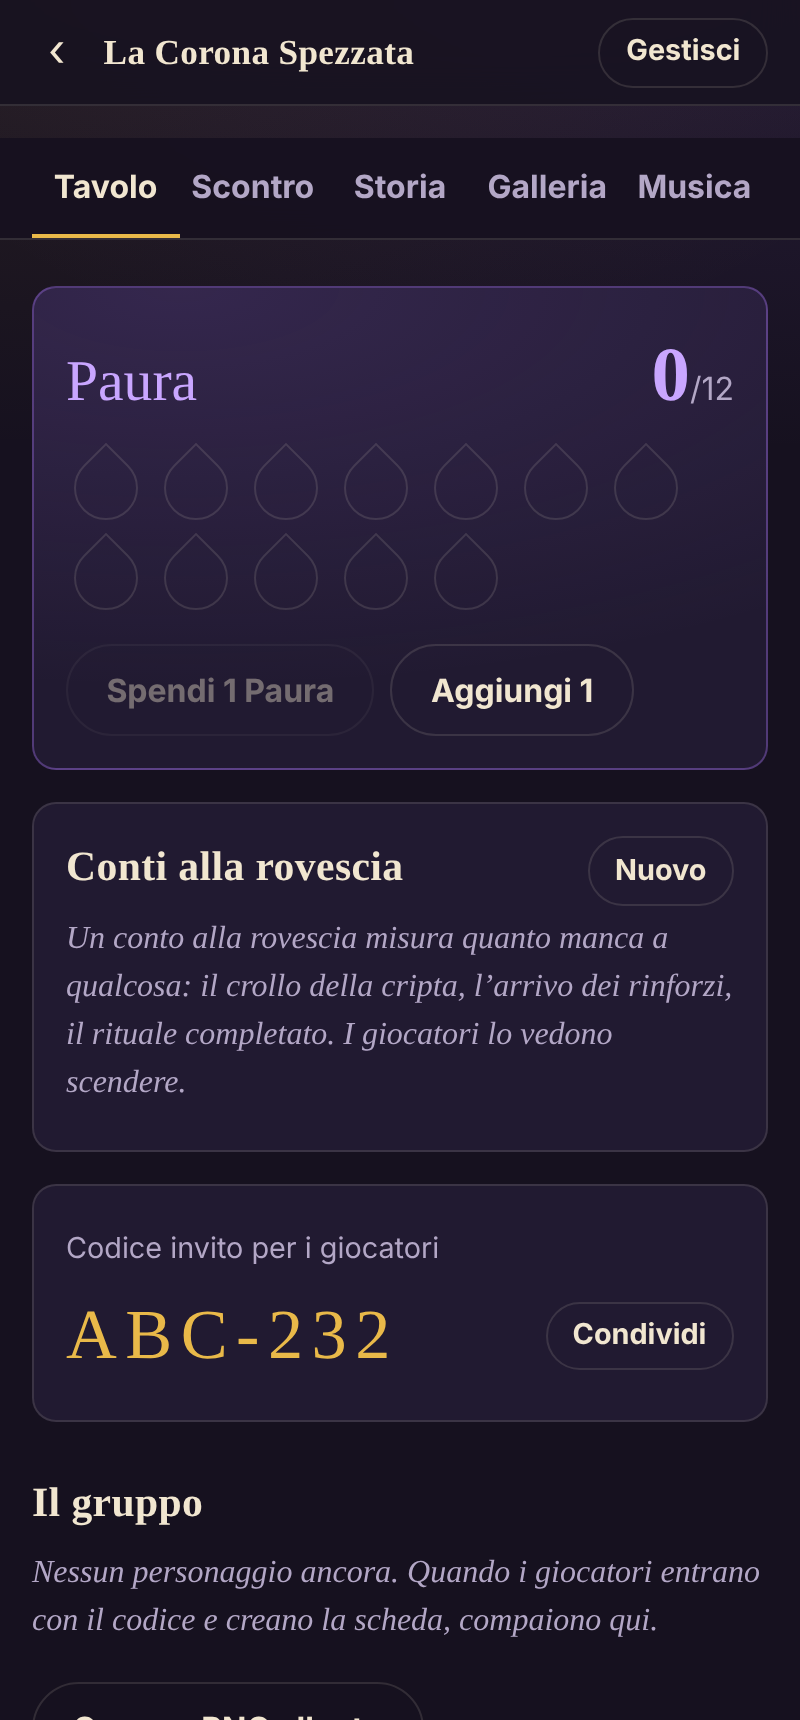 ‹ La Corona Spezzata Gestisci
Tavolo Scontro Storia Galleria Musica
Paura 0/12
Spendi 1 Paura Aggiungi 1
Conti alla rovescia Nuovo
Un conto alla rovescia misura quanto manca a
qualcosa: il crollo della cripta, l’arrivo dei rinforzi,
il rituale completato. I giocatori lo vedono
scendere.
Codice invito per i giocatori
ABC-232 Condividi
Il gruppo
Nessun personaggio ancora. Quando i giocatori entrano
con il codice e creano la scheda, compaiono qui.